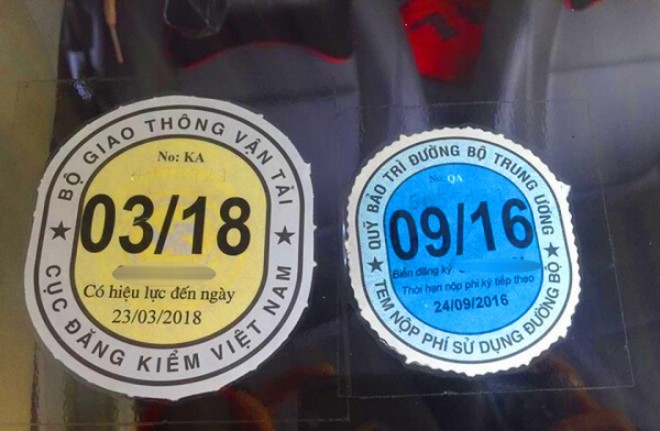 BỘ GIAO THÔNG VẬN TẢI
No: KA
03/18
Có hiệu lực đến ngày
23/03/2018
★ CỤC ĐĂNG KIỂM VIỆT NAM ★
QUỸ BẢO TRÌ ĐƯỜNG BỘ TRUNG ƯƠNG
No: QA
09/16
Biển đăng ký:
Thời hạn nộp phí kỳ tiếp theo
24/09/2016
★ TEM NỘP PHÍ SỬ DỤNG ĐƯỜNG BỘ ★